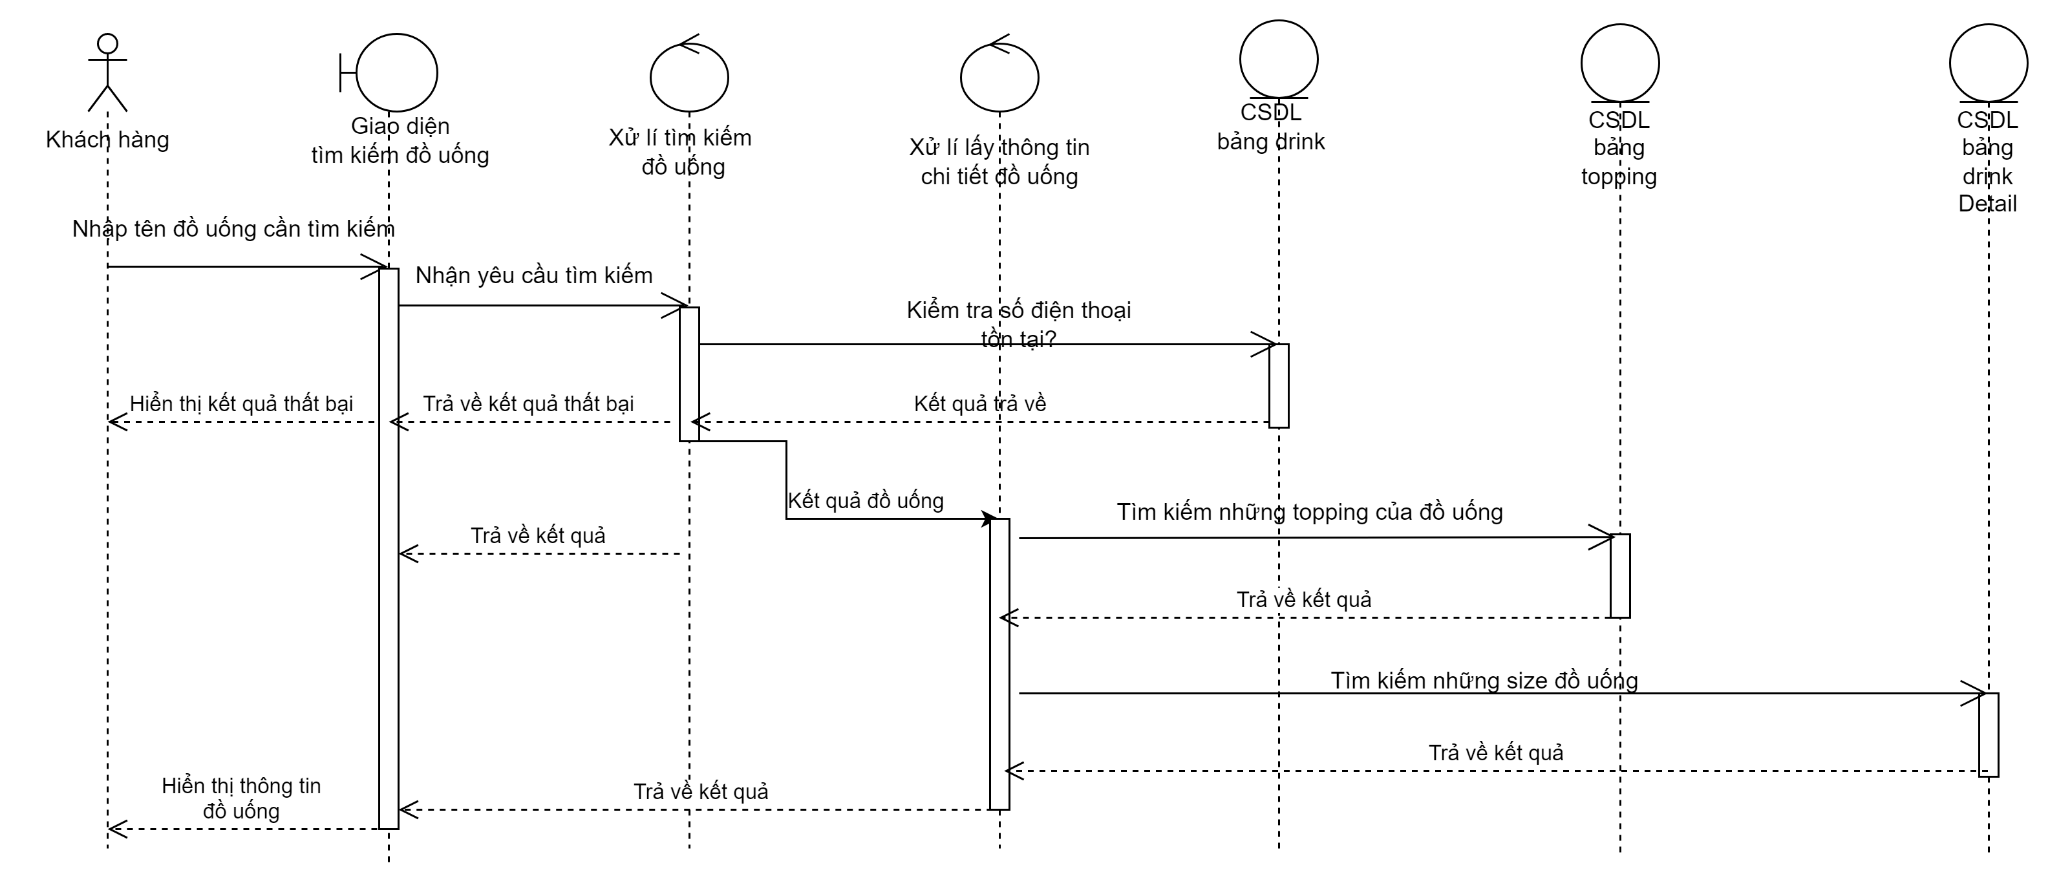 Khách hàng
Giao diện
tìm kiếm đồ uống
Xử lí tìm kiếm
đồ uống
Xử lí lấy thông tin
chi tiết đồ uống
CSDL
bảng drink
CSDL
bảng
topping
CSDL
bảng
drink
Detail
Nhập tên đồ uống cần tìm kiếm
Nhận yêu cầu tìm kiếm
Kiểm tra số điện thoại
tồn tại?
Hiển thị kết quả thất bại
Trả về kết quả thất bại
Kết quả trả về
Kết quả đồ uống
Tìm kiếm những topping của đồ uống
Trả về kết quả
Trả về kết quả
Tìm kiếm những size đồ uống
Trả về kết quả
Hiển thị thông tin
đồ uống
Trả về kết quả